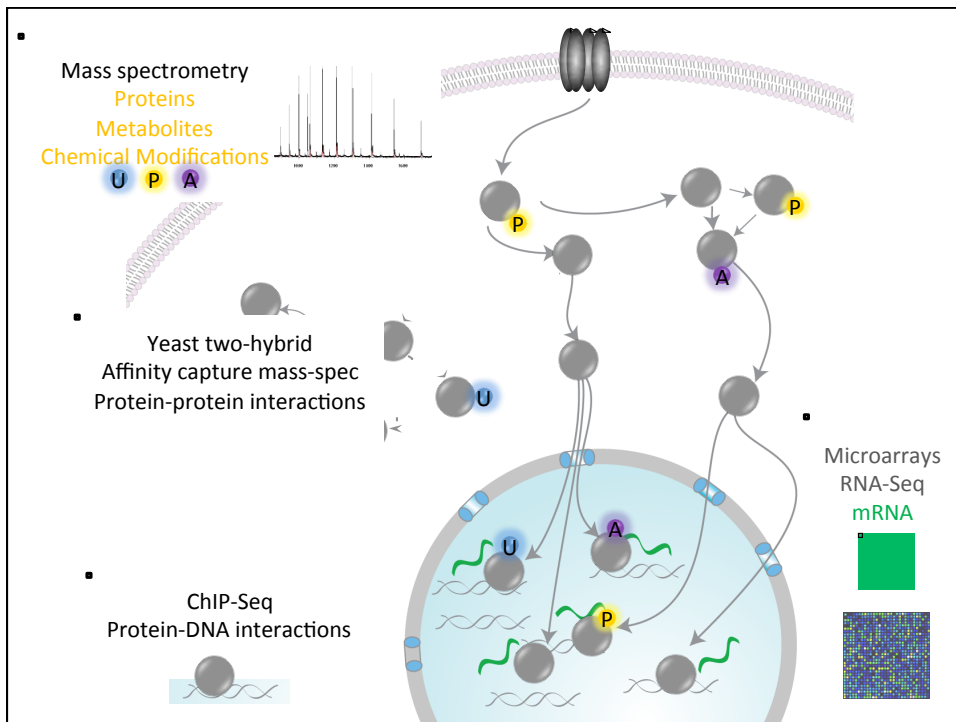 Mass spectrometry
Proteins
Metabolites
Chemical Modifications
U P A
P
P
A
Yeast two-hybrid
Affinity capture mass-spec
Protein-protein interactions
U
Microarrays
RNA-Seq
mRNA
U
A
P
ChIP-Seq
Protein-DNA interactions